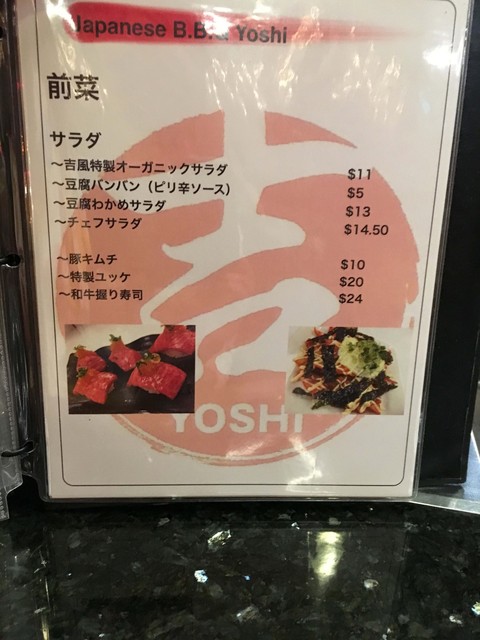 Japanese B.B.Q Yoshi
前菜
サラダ
〜吉風特製オーガニックサラダ $11
〜豆腐バンバン（ピリ辛ソース） $5
〜豆腐わかめサラダ $13
〜チェフサラダ $14.50
〜豚キムチ $10
〜特製ユッケ $20
〜和牛握り寿司 $24
吉
YOSHI